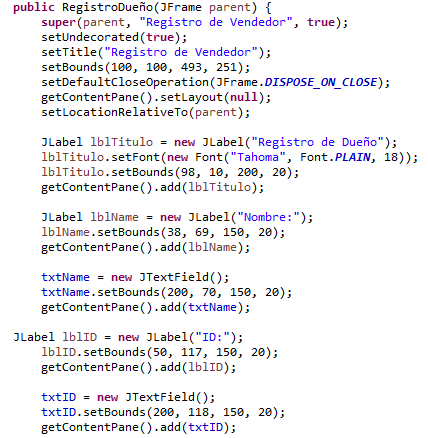 public RegistroDueño(JFrame parent) {
    super(parent, "Registro de Vendedor", true);
    setUndecorated(true);
    setTitle("Registro de Vendedor");
    setBounds(100, 100, 493, 251);
    setDefaultCloseOperation(JFrame.DISPOSE_ON_CLOSE);
    getContentPane().setLayout(null);
    setLocationRelativeTo(parent);

    JLabel lblTitulo = new JLabel("Registro de Dueño");
    lblTitulo.setFont(new Font("Tahoma", Font.PLAIN, 18));
    lblTitulo.setBounds(98, 10, 200, 20);
    getContentPane().add(lblTitulo);

    JLabel lblName = new JLabel("Nombre:");
    lblName.setBounds(38, 69, 150, 20);
    getContentPane().add(lblName);

    txtName = new JTextField();
    txtName.setBounds(200, 70, 150, 20);
    getContentPane().add(txtName);

JLabel lblID = new JLabel("ID:");
    lblID.setBounds(50, 117, 150, 20);
    getContentPane().add(lblID);

    txtID = new JTextField();
    txtID.setBounds(200, 118, 150, 20);
    getContentPane().add(txtID);